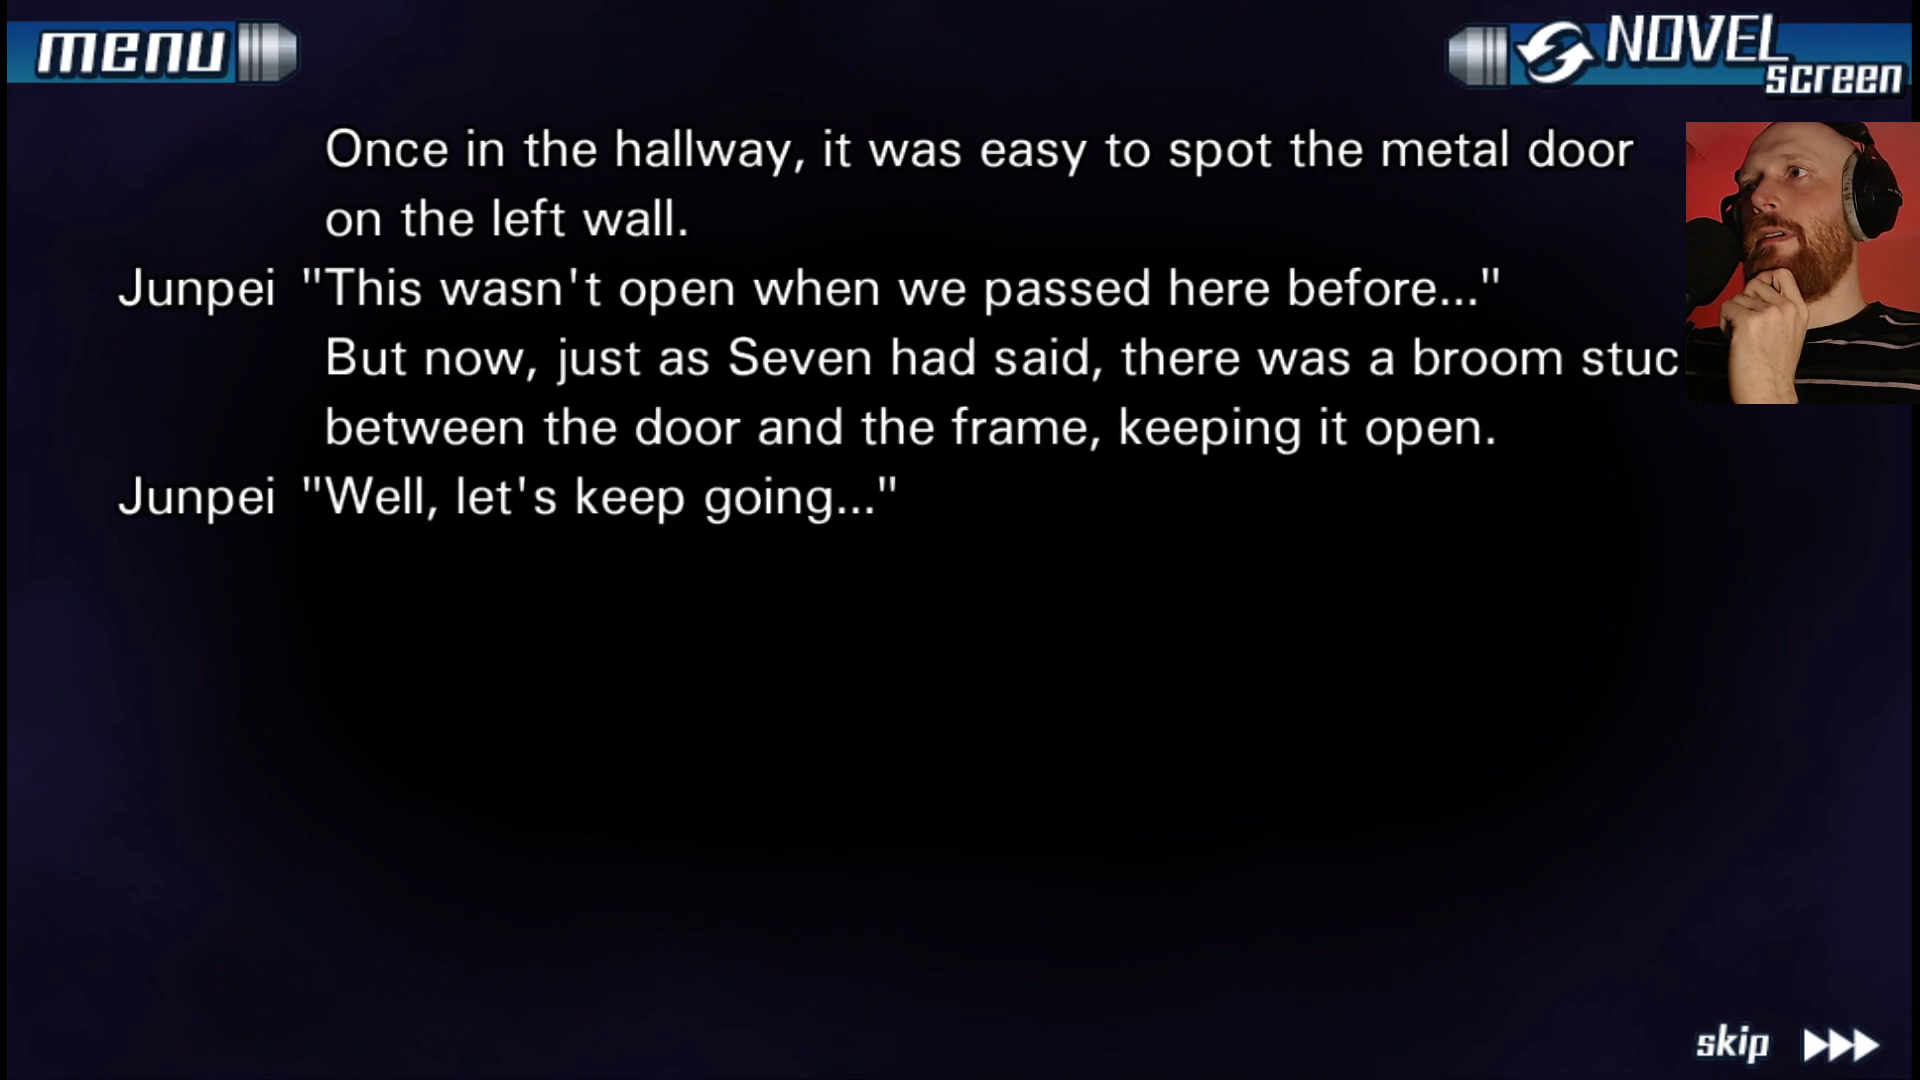 menu
NOVEL
screen
Once in the hallway, it was easy to spot the metal door
on the left wall.
Junpei "This wasn't open when we passed here before..."
But now, just as Seven had said, there was a broom stuc
between the door and the frame, keeping it open.
Junpei "Well, let's keep going..."
skip